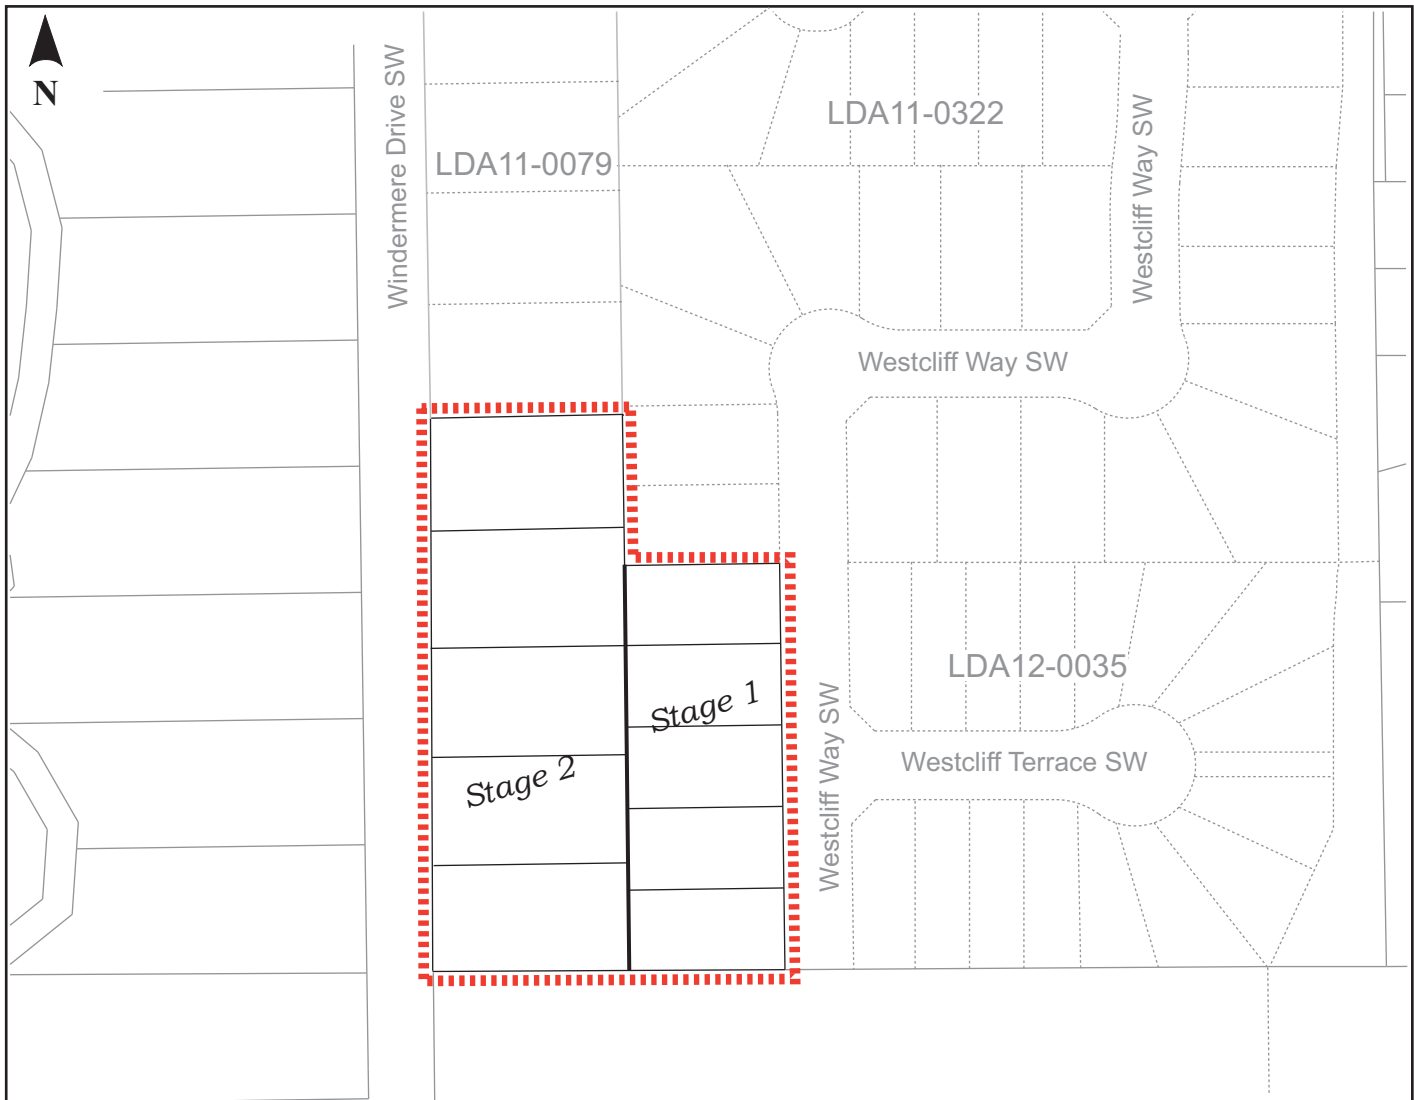 N
Windermere Drive SW
LDA11-0079
LDA11-0322
Westcliff Way SW
Westcliff Way SW
Stage 1
Stage 2
Westcliff Way SW
LDA12-0035
Westcliff Terrace SW